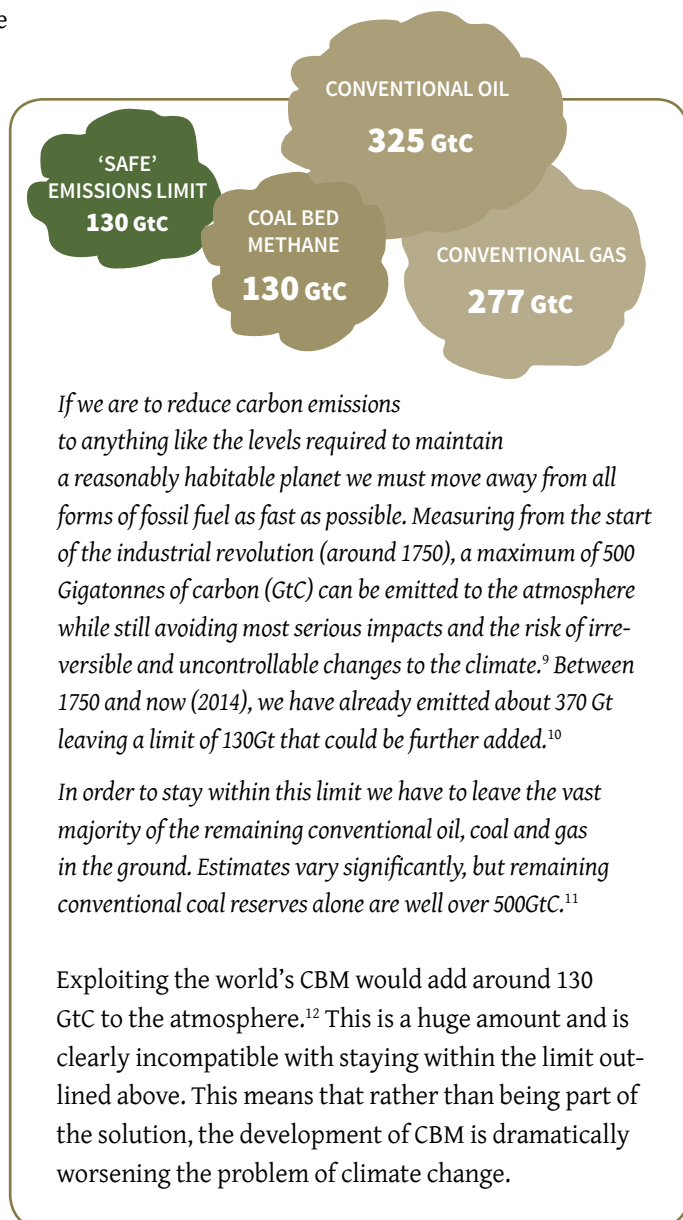 e
CONVENTIONAL OIL
325 GtC
‘SAFE’
EMISSIONS LIMIT
130 GtC
COAL BED
METHANE
130 GtC
CONVENTIONAL GAS
277 GtC
If we are to reduce carbon emissions
to anything like the levels required to maintain
a reasonably habitable planet we must move away from all
forms of fossil fuel as fast as possible. Measuring from the start
of the industrial revolution (around 1750), a maximum of 500
Gigatonnes of carbon (GtC) can be emitted to the atmosphere
while still avoiding most serious impacts and the risk of irre-
versible and uncontrollable changes to the climate.⁹ Between
1750 and now (2014), we have already emitted about 370 Gt
leaving a limit of 130Gt that could be further added.¹⁰
In order to stay within this limit we have to leave the vast
majority of the remaining conventional oil, coal and gas
in the ground. Estimates vary significantly, but remaining
conventional coal reserves alone are well over 500GtC.¹¹
Exploiting the world’s CBM would add around 130
GtC to the atmosphere.¹² This is a huge amount and is
clearly incompatible with staying within the limit out-
lined above. This means that rather than being part of
the solution, the development of CBM is dramatically
worsening the problem of climate change.